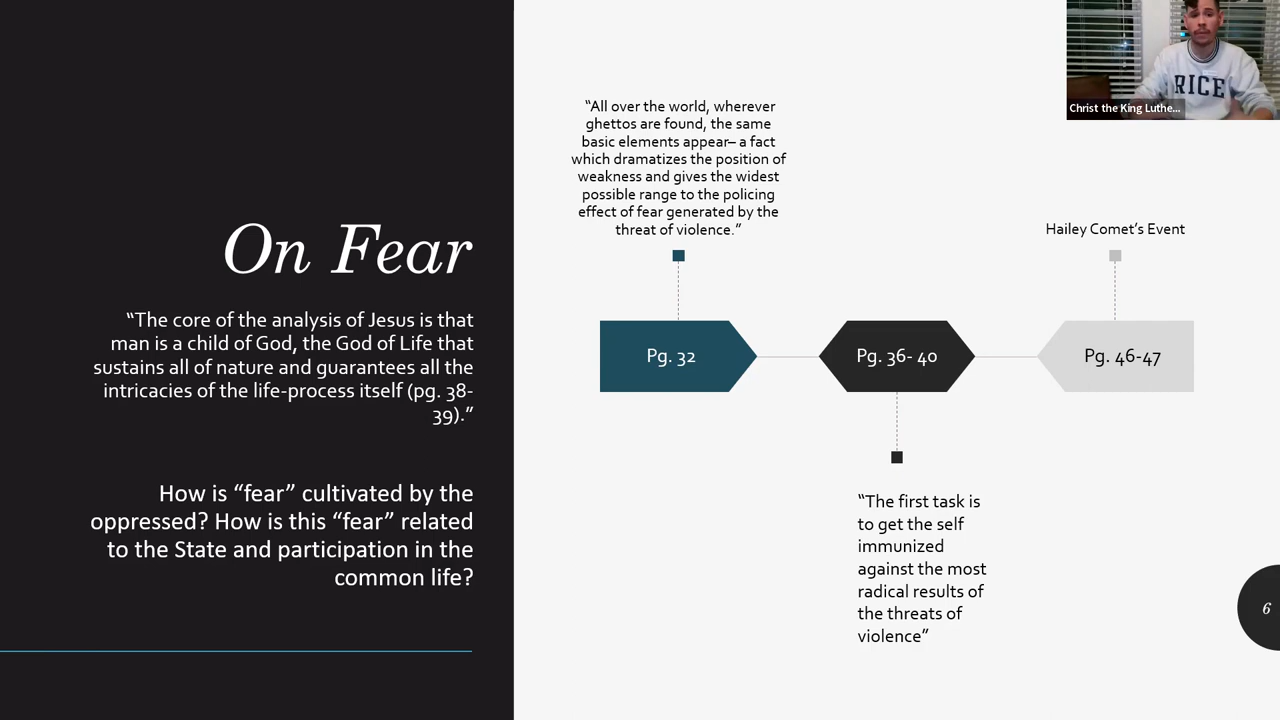 On Fear
“The core of the analysis of Jesus is that
man is a child of God, the God of Life that
sustains all of nature and guarantees all the
intricacies of the life-process itself (pg. 38-
39).”
How is “fear” cultivated by the
oppressed? How is this “fear” related
to the State and participation in the
common life?
“All over the world, wherever
ghettos are found, the same
basic elements appear– a fact
which dramatizes the position of
weakness and gives the widest
possible range to the policing
effect of fear generated by the
threat of violence.”
Pg. 32
Pg. 36- 40
“The first task is
to get the self
immunized
against the most
radical results of
the threats of
violence”
Hailey Comet’s Event
Pg. 46-47
RICE
Christ the King Luthe...
6